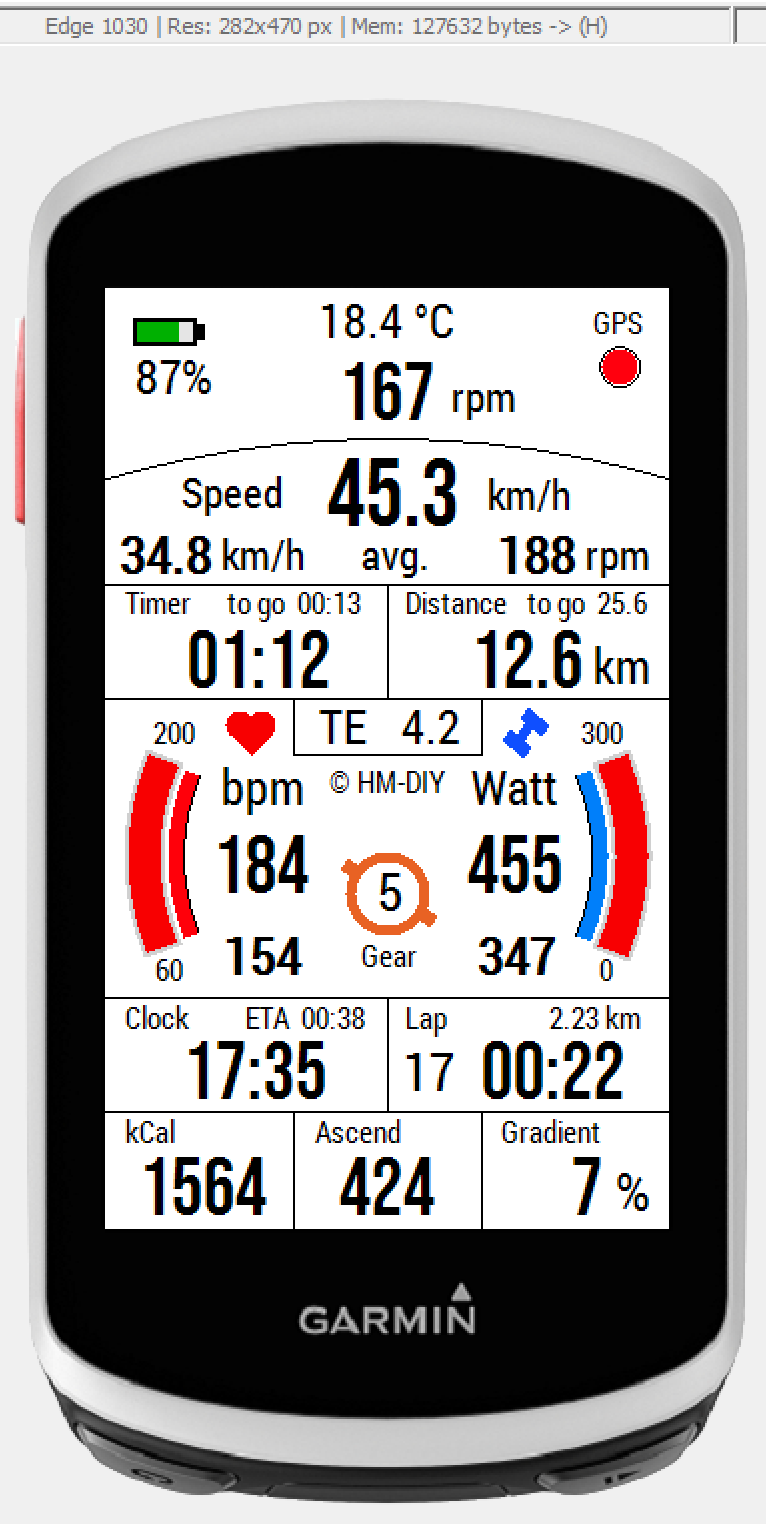 Edge 1030 | Res: 282x470 px | Mem: 127632 bytes -> (H)
18.4 °C
GPS
87%
167 rpm
Speed 45.3 km/h
34.8 km/h avg. 188 rpm
Timer to go 00:13
01:12
Distance to go 25.6
12.6 km
200
TE 4.2
300
bpm
© HM-DIY
Watt
184
5
455
154
Gear
347
60
0
Clock ETA 00:38
17:35
Lap 2.23 km
17 00:22
kCal
1564
Ascend
424
Gradient
7 %
GARMIN